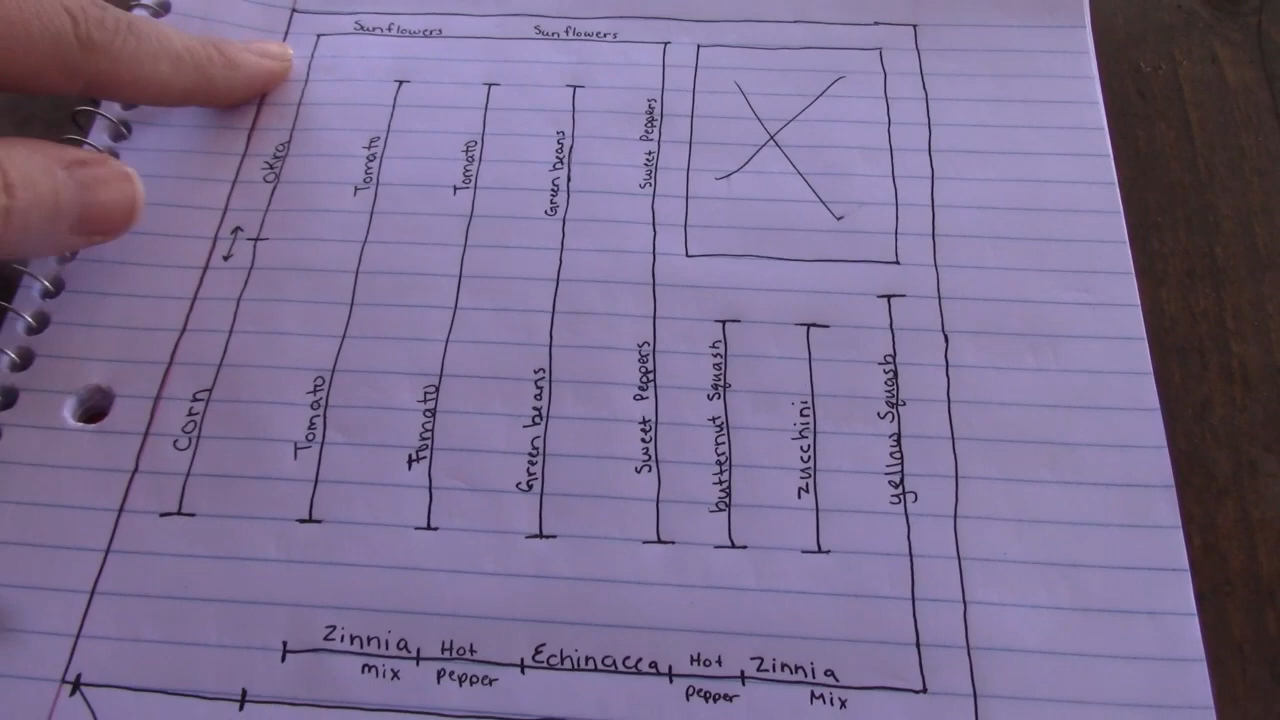 Sunflowers Sunflowers
Okra
Corn
Tomato
Tomato
Tomato
Tomato
Green beans
Green beans
Sweet Peppers
Sweet Peppers
butternut squash
zucchini
yellow squash
Zinnia
mix
Hot
pepper
Echinacca
Hot
pepper
Zinnia
Mix